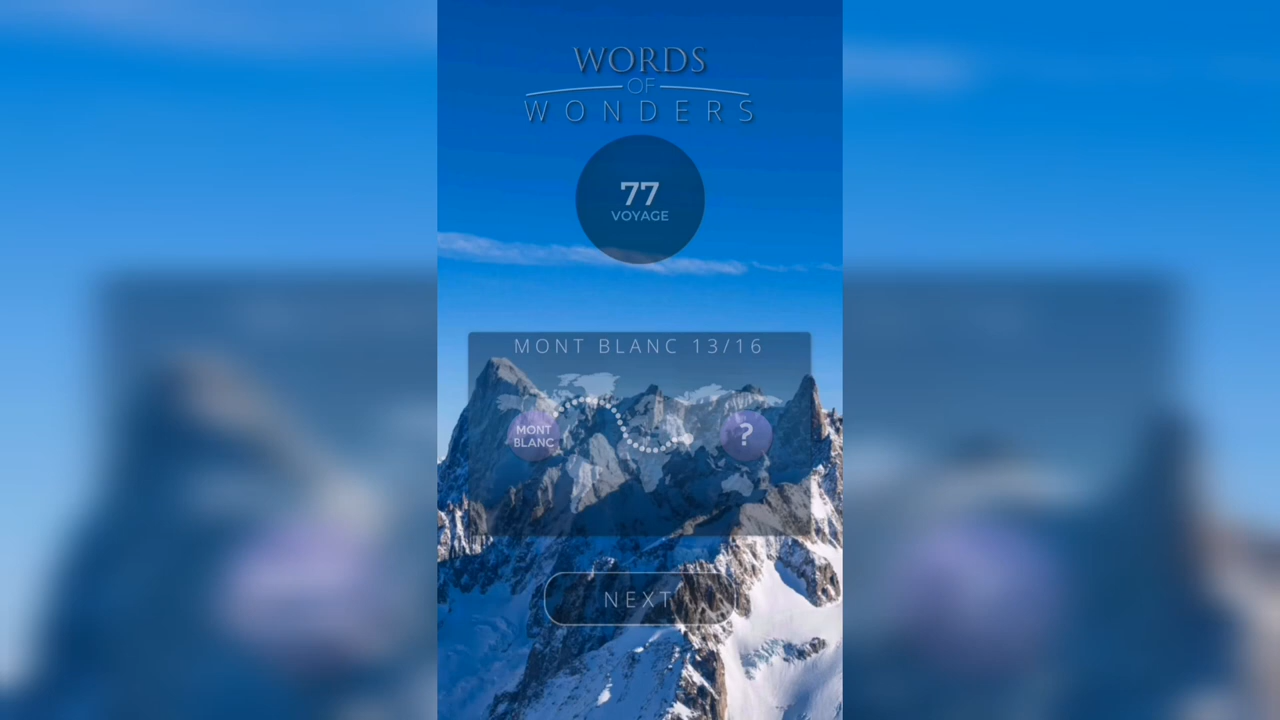 WORDS
OF
WONDERS
77
VOYAGE
MONT BLANC 13/16
MONT
BLANC
?
NEXT